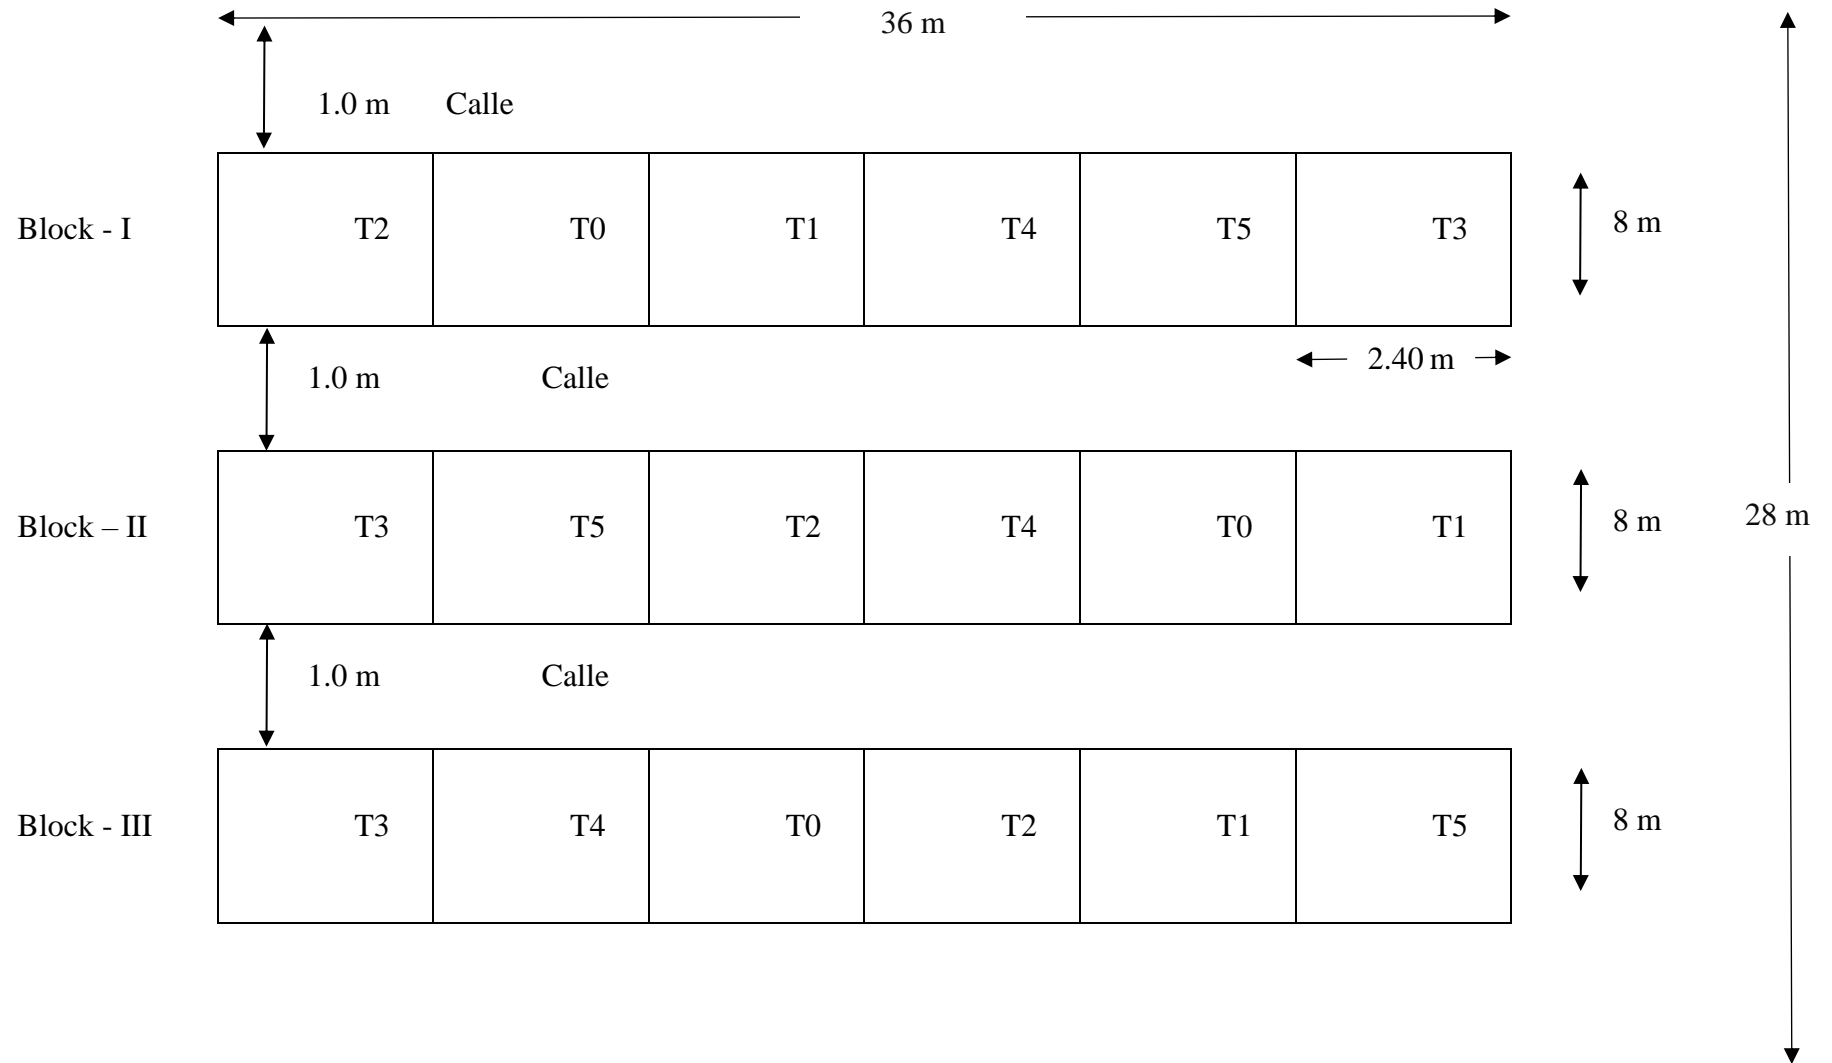 36 m
1.0 m Calle
Block - I T2 T0 T1 T4 T5 T3 8 m
1.0 m Calle 2.40 m
Block – II T3 T5 T2 T4 T0 T1 8 m 28 m
1.0 m Calle
Block - III T3 T4 T0 T2 T1 T5 8 m